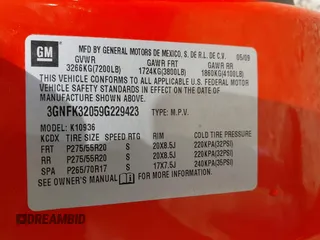 GM
MFD BY GENERAL MOTORS DE MEXICO, S. DE R.L. DE C.V. 05/09
GVWR GAWR FRT GAWR RR
3266KG(7200LB) 1724KG(3800LB) 1860KG(4100LB)
THIS VEHICLE CONFORMS TO ALL APPLICABLE U.S. FEDERAL MOTOR
VEHICLE SAFETY STANDARDS IN EFFECT ON THE DATE OF
MANUFACTURE SHOWN ABOVE.
3GNFK32059G229423 TYPE: M.P.V.
MODEL: K10936
KCDX TIRE SIZE SPEED RTG RIM COLD TIRE PRESSURE
FRT P275/55R20 S 20X8.5J 220KPA(32PSI)
RR P275/55R20 S 20X8.5J 220KPA(32PSI)
SPA P265/70R17 S 17X7.5J 240KPA(35PSI)
SEE OWNER'S MANUAL FOR ADDITIONAL INFORMATION.
DREAMBID